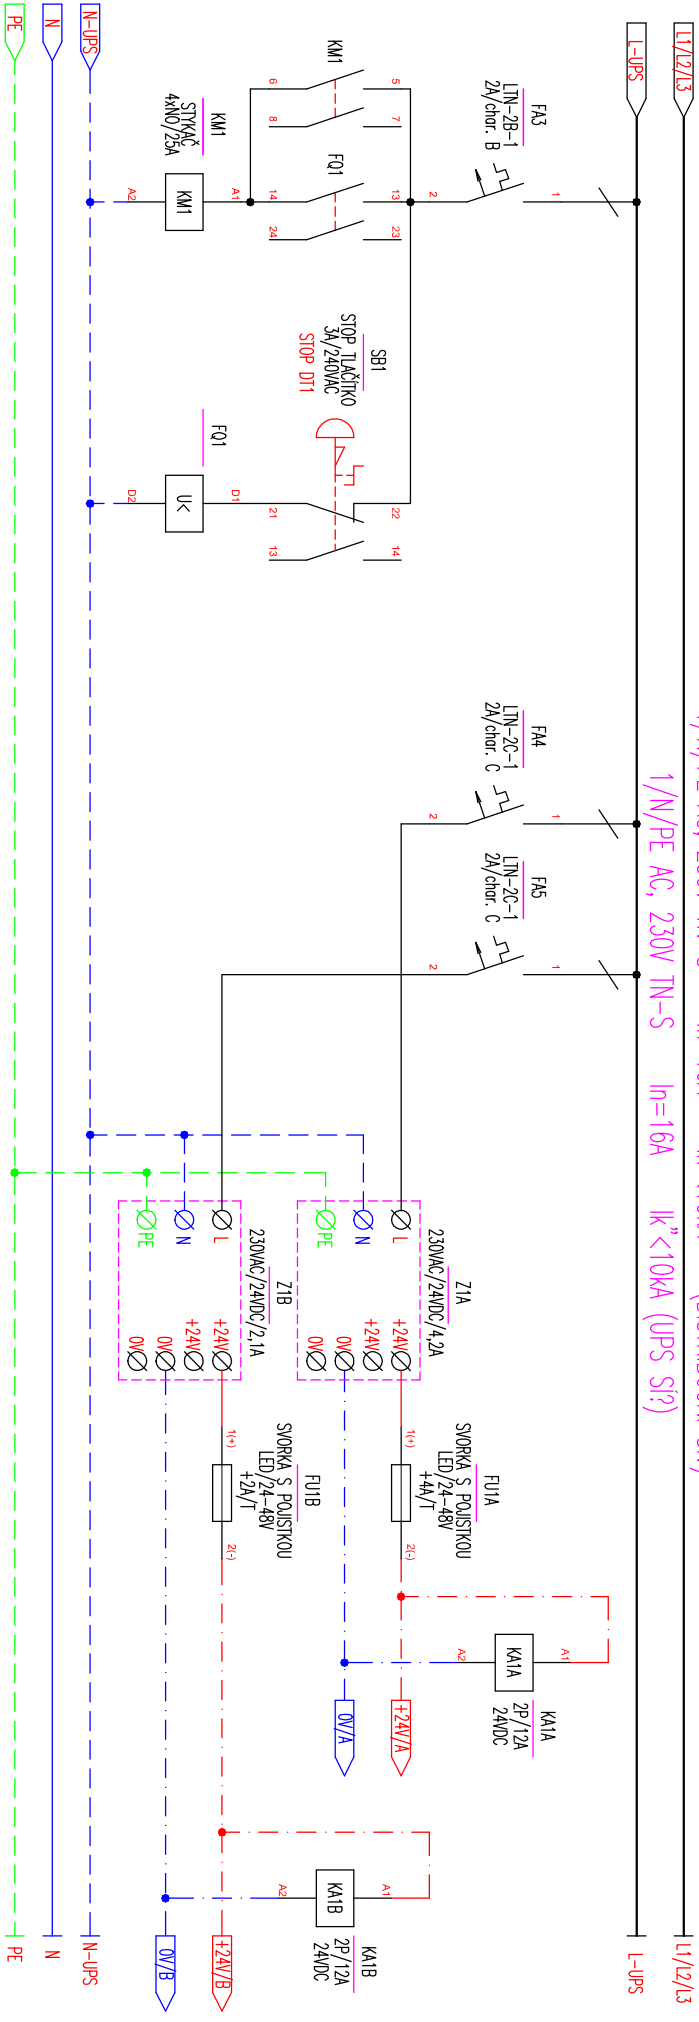 L1/L2/L3
L1/L2/L3
1/N/PE AC, 230V TN-S In=16A Ik"<10kA (UPS SÍ?)
L-UPS
L-UPS
FA3
LTN-2B-1
2A/char. B
1
2
FA4
LTN-2C-1
2A/char. C
1
2
FA5
LTN-2C-1
2A/char. C
1
2
KM1
5
6
7
8
FQ1
13
14
23
24
SB1
STOP TLAČÍTKO
3A/240VAC
STOP DT1
22
21
14
13
KM1
STYKAČ
4xNO/25A
A1
KM1
A2
FQ1
D1
U<
D2
Z1A
230VAC/24VDC/4,2A
L
N
PE
+24V
+24V
0V
0V
FU1A
SVORKA S POJISTKOU
LED/24-48V
+4A/T
1(+)
2(-)
KA1A
2P/12A
24VDC
A1
KA1A
A2
+24V/A
0V/A
Z1B
230VAC/24VDC/2,1A
L
N
PE
+24V
+24V
0V
0V
FU1B
SVORKA S POJISTKOU
LED/24-48V
+2A/T
1(+)
2(-)
KA1B
2P/12A
24VDC
A1
KA1B
A2
+24V/B
0V/B
N-UPS
N-UPS
N
N
PE
PE